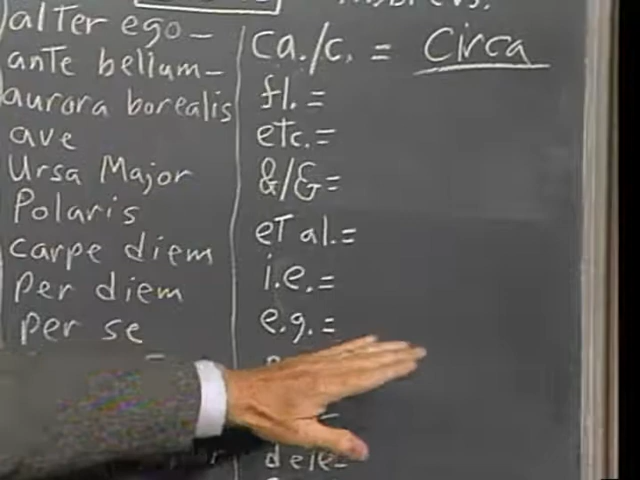 alter ego –
ante bellum –
aurora borealis
ave
Ursa Major
Polaris
carpe diem
per diem
per se
ca./c. = Circa
fl. =
etc. =
&/& =
et al. =
i.e. =
e.g. =
dele =